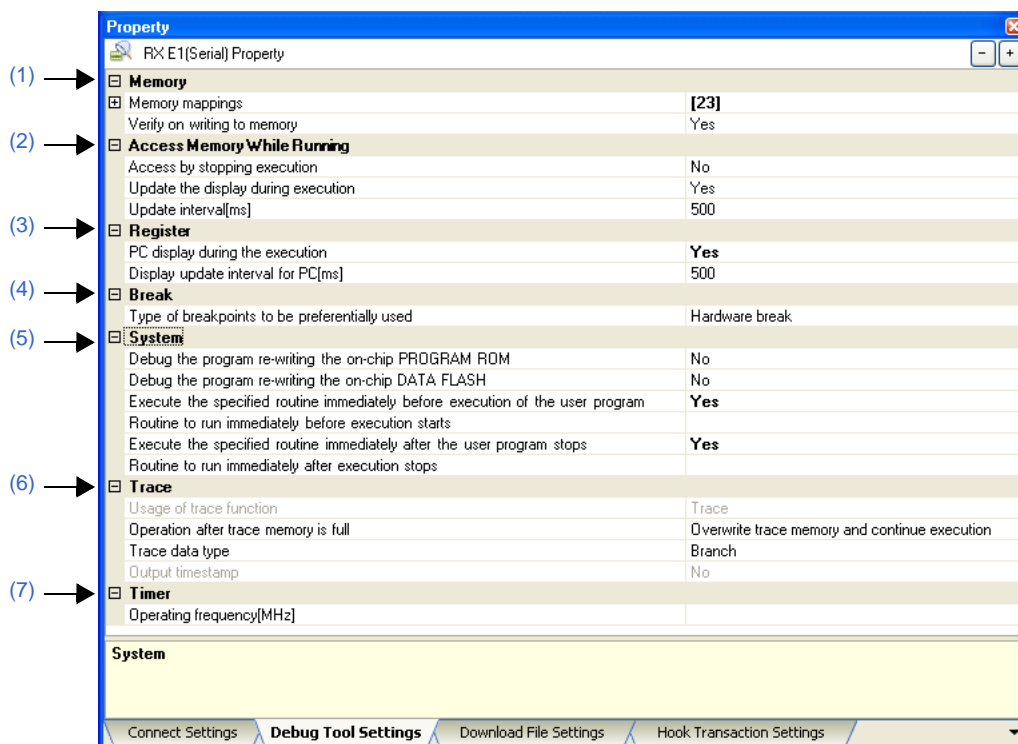 Property
RX E1(Serial) Property
(1) Memory
Memory mappings [23]
Verify on writing to memory Yes
(2) Access Memory While Running
Access by stopping execution No
Update the display during execution Yes
Update interval[ms] 500
(3) Register
PC display during the execution Yes
Display update interval for PC[ms] 500
(4) Break
Type of breakpoints to be preferentially used Hardware break
(5) System
Debug the program re-writing the on-chip PROGRAM ROM No
Debug the program re-writing the on-chip DATA FLASH No
Execute the specified routine immediately before execution of the user program Yes
Routine to run immediately before execution starts
Execute the specified routine immediately after the user program stops Yes
Routine to run immediately after execution stops
(6) Trace
Usage of trace function Trace
Operation after trace memory is full Overwrite trace memory and continue execution
Trace data type Branch
Output timestamp No
(7) Timer
Operating frequency[MHz]
System
Connect Settings Debug Tool Settings Download File Settings Hook Transaction Settings